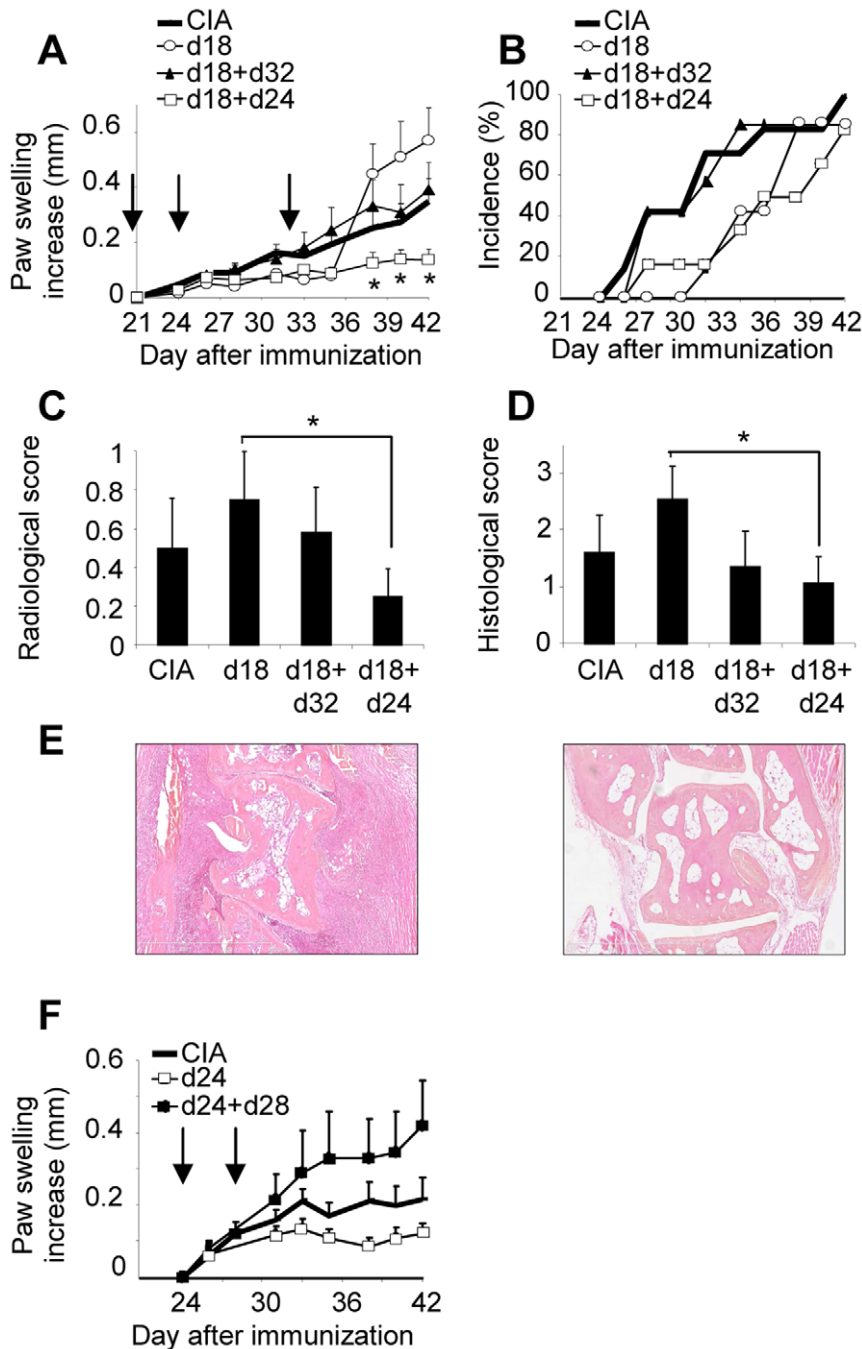 A
CIA
d18
d18+d32
d18+d24
Paw swelling
increase (mm)
0.6
0.4
0.2
0
* * *
21 24 27 30 33 36 39 42
Day after immunization
B
CIA
d18
d18+d32
d18+d24
Incidence (%)
100
80
60
40
20
0
21 24 27 30 33 36 39 42
Day after immunization
C
Radiological score
1
0.8
0.6
0.4
0.2
0
*
CIA d18 d18+ d18+
d32 d24
D
Histological score
3
2
1
0
*
CIA d18 d18+ d18+
d32 d24
E
F
CIA
d24
d24+d28
Paw swelling
increase (mm)
0.6
0.4
0.2
0
24 30 36 42
Day after immunization